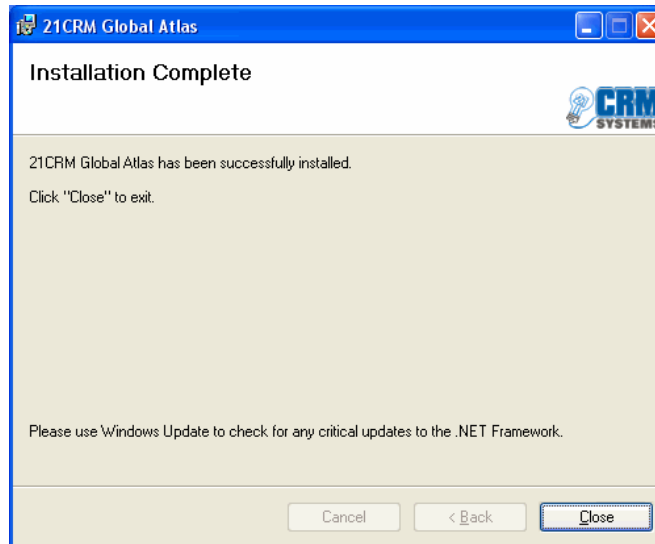 21CRM Global Atlas
Installation Complete
CRM
SYSTEMS
21CRM Global Atlas has been successfully installed.
Click "Close" to exit.
Please use Windows Update to check for any critical updates to the .NET Framework.
Cancel
< Back
Close